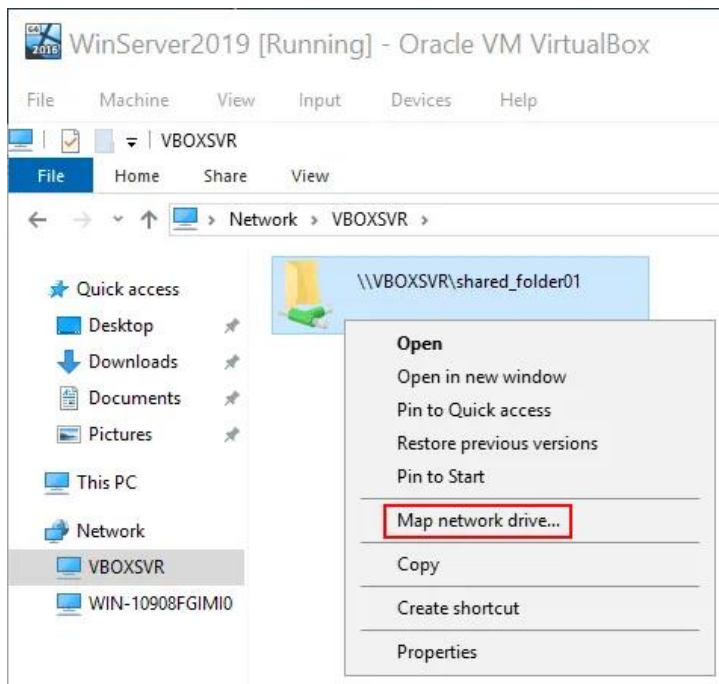 64
2016
WinServer2019 [Running] - Oracle VM VirtualBox
File Machine View Input Devices Help
VBOXSVR
File Home Share View
Network > VBOXSVR >
Quick access
Desktop
Downloads
Documents
Pictures
This PC
Network
VBOXSVR
WIN-10908FGIMI0
\\VBOXSVR\shared_folder01
Open
Open in new window
Pin to Quick access
Restore previous versions
Pin to Start
Map network drive...
Copy
Create shortcut
Properties